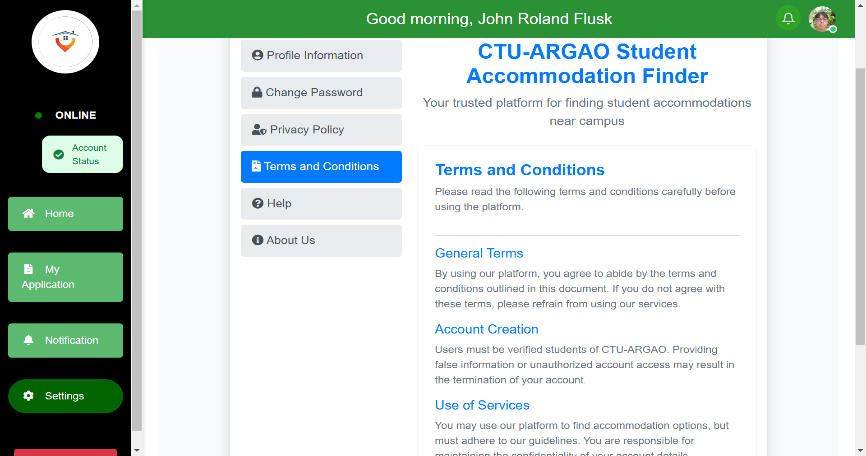 Good morning, John Roland Flusk
ONLINE
Account
Status
Home
My
Application
Notification
Settings
Profile Information
Change Password
Privacy Policy
Terms and Conditions
Help
About Us
CTU-ARGAO Student
Accommodation Finder
Your trusted platform for finding student accommodations
near campus
Terms and Conditions
Please read the following terms and conditions carefully before
using the platform.
General Terms
By using our platform, you agree to abide by the terms and
conditions outlined in this document. If you do not agree with
these terms, please refrain from using our services.
Account Creation
Users must be verified students of CTU-ARGAO. Providing
false information or unauthorized account access may result in
the termination of your account.
Use of Services
You may use our platform to find accommodation options, but
must adhere to our guidelines. You are responsible for
maintaining the confidentiality of your account details.